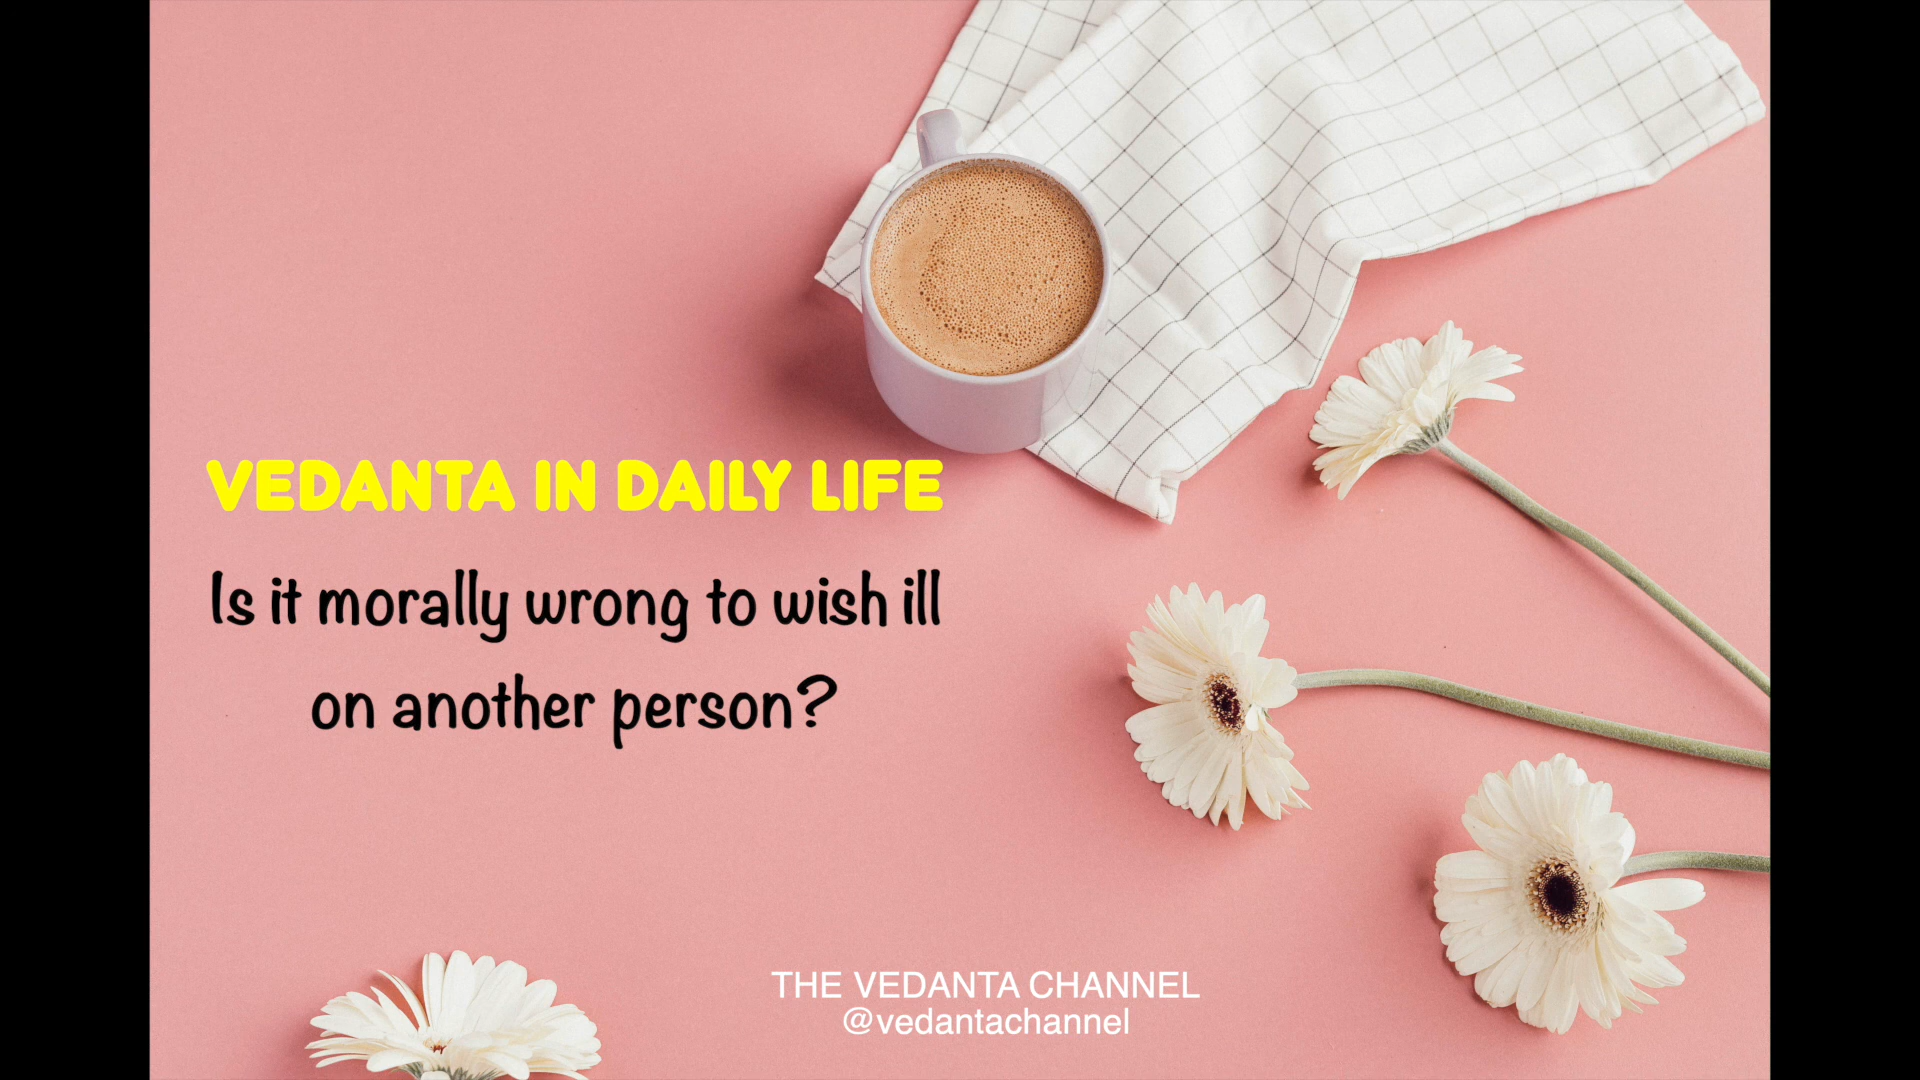 VEDANTA IN DAILY LIFE
Is it morally wrong to wish ill
on another person?
THE VEDANTA CHANNEL
@vedantachannel